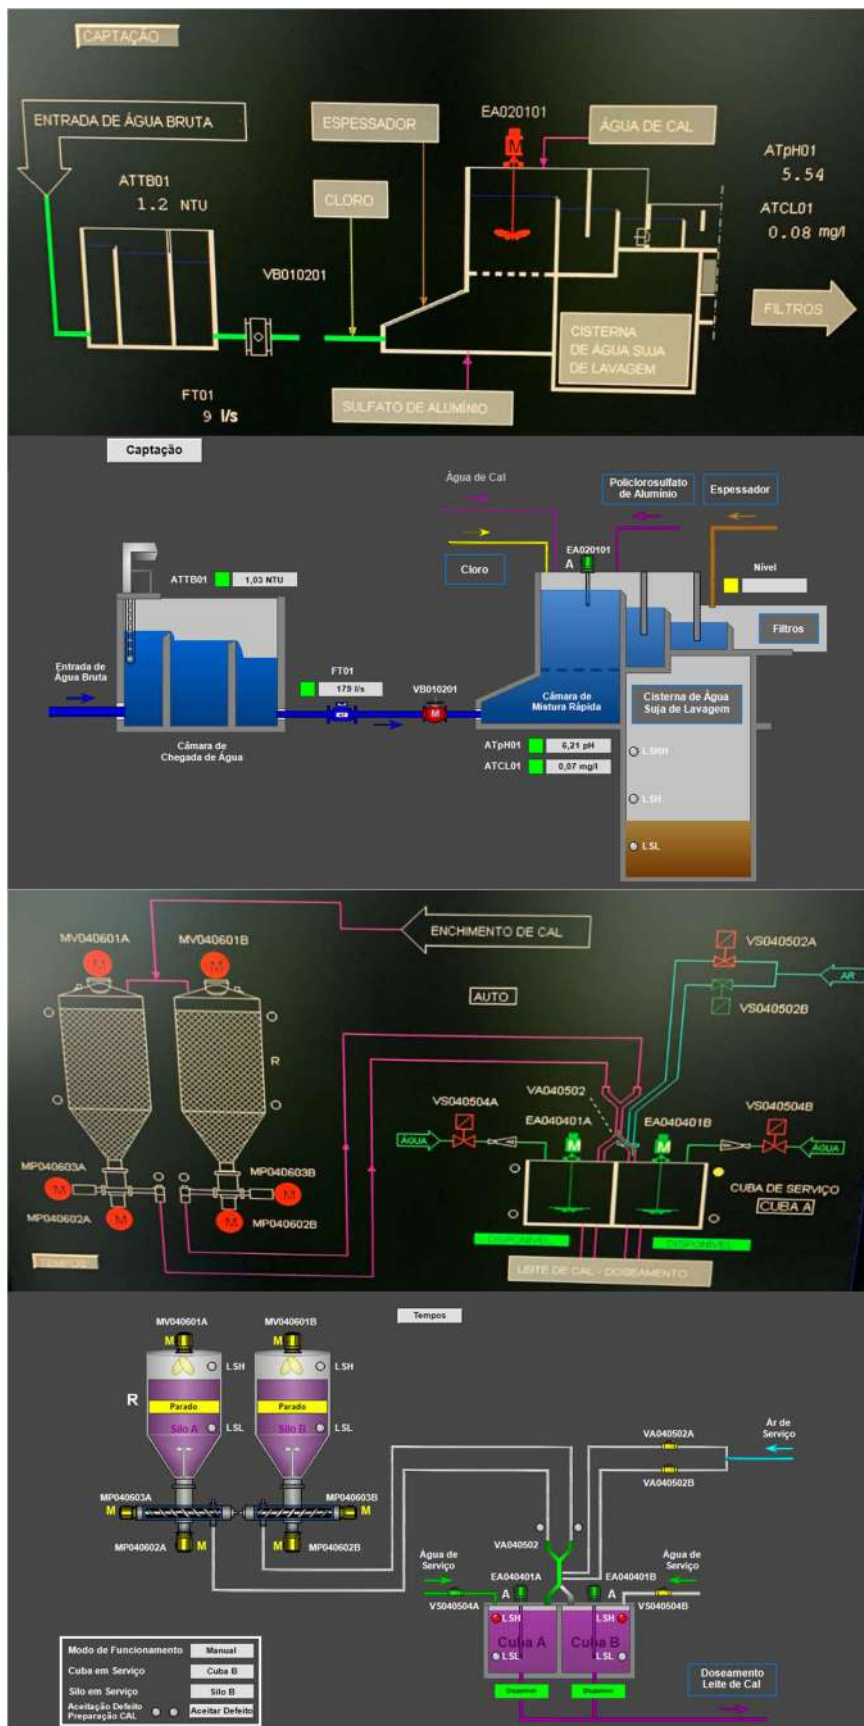 CAPTAÇÃO
ENTRADA DE ÁGUA BRUTA
ESPESSADOR
EA020101
ÁGUA DE CAL
ATpH01
5.54
ATTB01
1.2 NTU
CLORO
ATCL01
0.08 mg/l
VB010201
FILTROS
CISTERNA
DE ÁGUA SUJA
DE LAVAGEM
FT01
9 l/s
SULFATO DE ALUMÍNIO
Captação
Água de Cal
Policlorosulfato
de Alumínio
Espessador
EA020101
A
Cloro
Nível
ATTB01
1,03 NTU
Filtros
Entrada de
Água Bruta
FT01
179 l/s
VB010201
M
Câmara de
Mistura Rápida
Cisterna de Água
Suja de Lavagem
Câmara de
Chegada de Água
ATpH01
6,21 pH
ATCL01
0,07 mg/l
LSHH
LSH
LSL
MV040601A
MV040601B
ENCHIMENTO DE CAL
VS040502A
AUTO
AR
VS040502B
R
VA040502
VS040504A
EA040401A
EA040401B
VS040504B
ÁGUA
ÁGUA
MP040603A
MP040603B
CUBA DE SERVIÇO
CUBA A
MP040602A
MP040602B
DISPONÍVEL
DISPONÍVEL
TEMPOS
LEITE DE CAL - DOSEAMENTO
Tempos
MV040601A
MV040601B
M
M
LSH
LSH
R
Parado
Parado
Silo A
LSL
Silo B
LSL
VA040502A
Ar de
Serviço
VA040502B
MP040603A
MP040603B
M
M
MP040602A
M
M
MP040602B
VA040502
Água de
Serviço
EA040401A
EA040401B
Água de
Serviço
A
A
VS040504A
VS040504B
LSH
LSH
Cuba A
Cuba B
LSL
LSL
Disponível
Disponível
Modo de Funcionamento
Manual
Cuba em Serviço
Cuba B
Silo em Serviço
Silo B
Aceitação Defeito
Preparação CAL
Aceitar Defeito
Doseamento
Leite de Cal